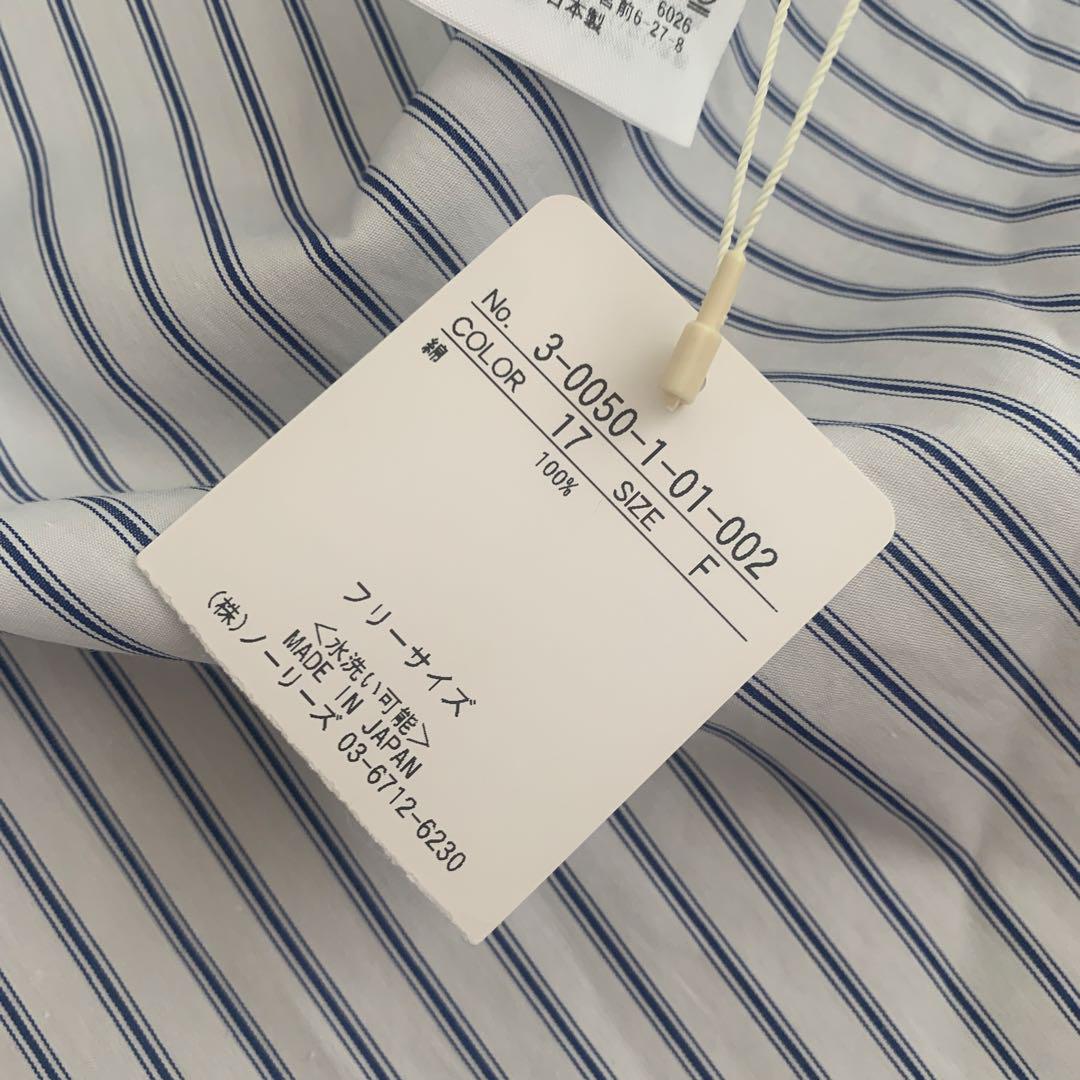 6026
前6-27-8
日本製
No. 3-0050-1-01-002
COLOR 17 SIZE F
綿 100%
フリーサイズ
<水洗い可能>
MADE IN JAPAN
(株)ノーリーズ 03-6712-6230